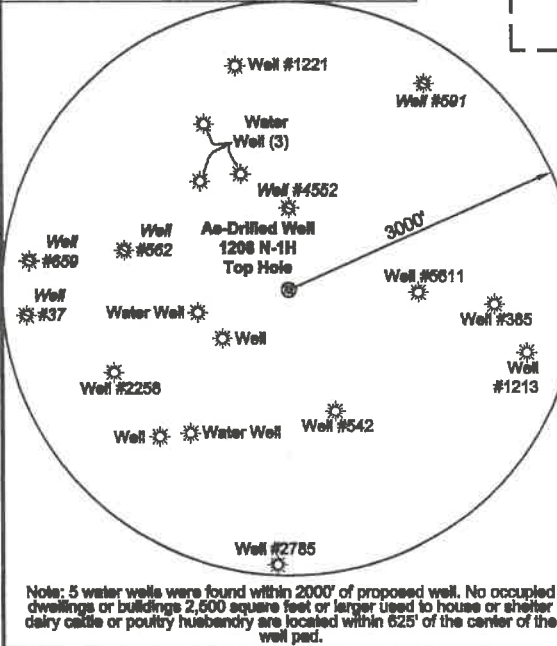 Well #1221
Well #591
Water
Well (3)
Well #4552
As-Drilled Well
1208 N-1H
Top Hole
3000'
Well
#659
Well
#562
Well
#37
Water Well
Well
Well #5611
Well #385
Well
#1213
Well #2256
Well
Water Well
Well #542
Well #2785
Note: 5 water wells were found within 2000' of proposed well. No occupied
dwellings or buildings 2,500 square feet or larger used to house or shelter
dairy cattle or poultry husbandry are located within 625' of the center of the
well pad.